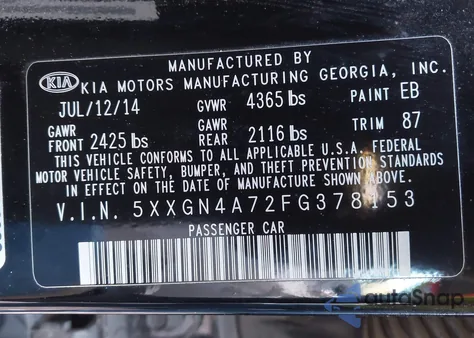 MANUFACTURED BY
KIA KIA MOTORS MANUFACTURING GEORGIA, INC.
JUL/12/14 GVWR 4365 lbs PAINT EB
GAWR FRONT 2425 lbs GAWR REAR 2116 lbs TRIM 87
THIS VEHICLE CONFORMS TO ALL APPLICABLE U.S.A. FEDERAL
MOTOR VEHICLE SAFETY, BUMPER, AND THEFT PREVENTION STANDARDS
IN EFFECT ON THE DATE OF MANUFACTURE SHOWN ABOVE.
V.I.N. 5XXGN4A72FG378153
PASSENGER CAR
autoSnap